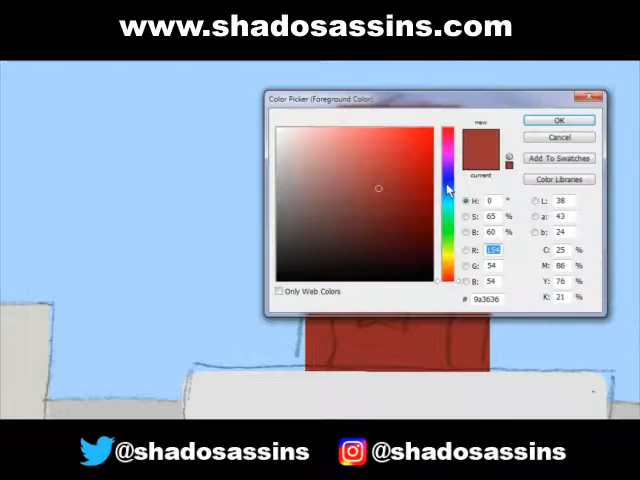 www.shadosassins.com
Color Picker (Foreground Color)
new
OK
Cancel
current
Add To Swatches
Color Libraries
H: 0 °
L: 38
S: 65 %
a: 43
B: 60 %
b: 24
R: 154
C: 25 %
G: 54
M: 86 %
B: 54
Y: 76 %
Only Web Colors
# 9a3636
K: 21 %
@shadosassins
@shadosassins